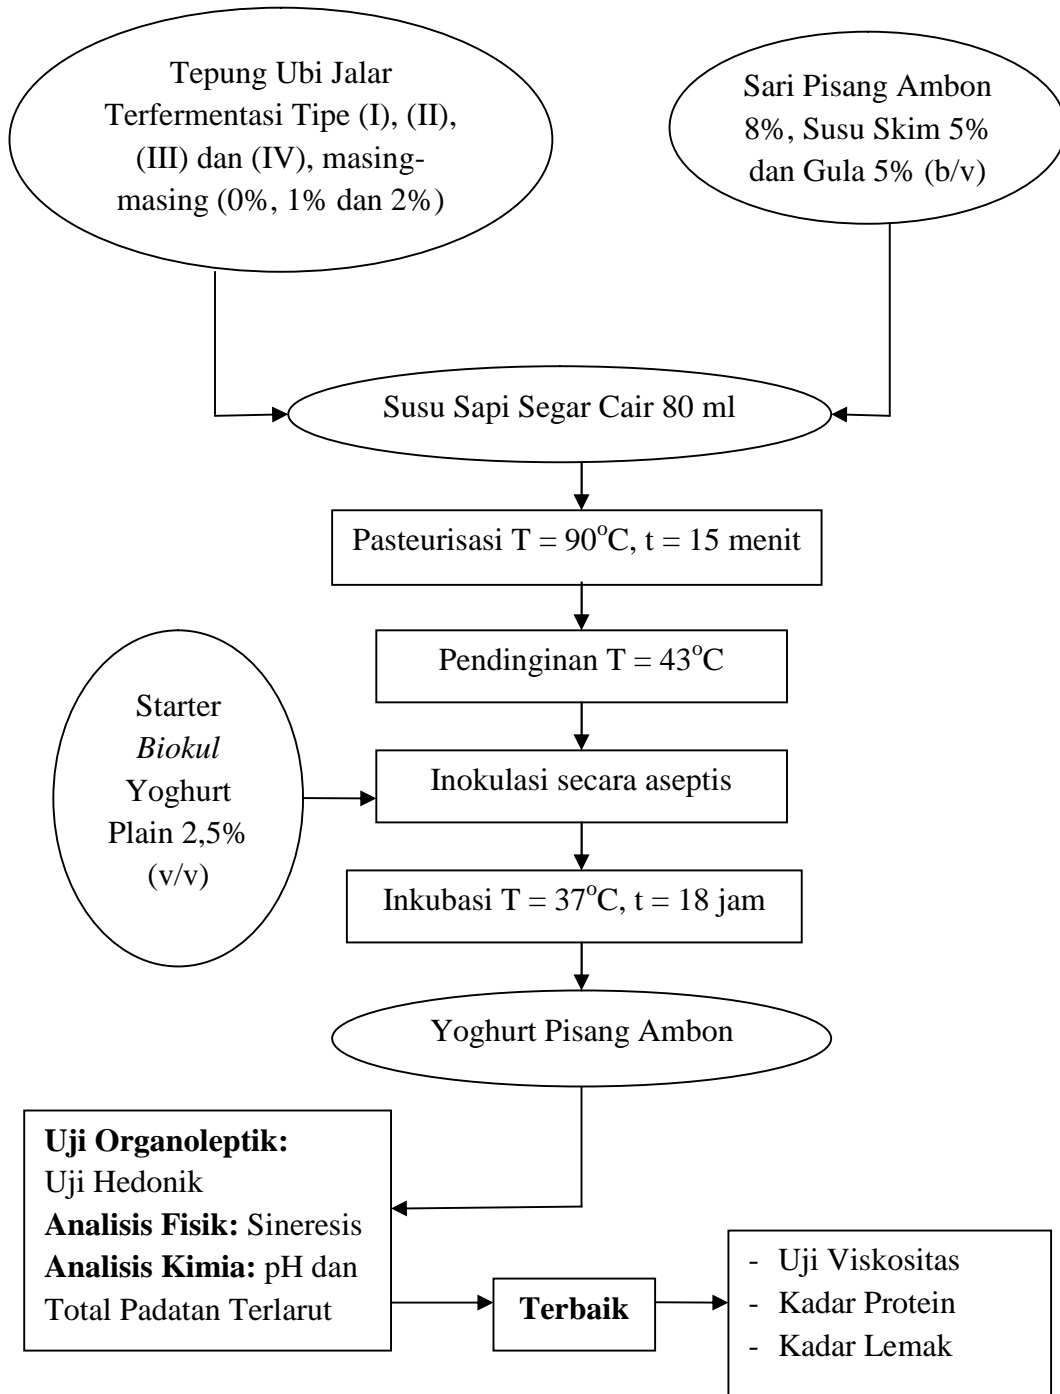 Tepung Ubi Jalar
Terfermentasi Tipe (I), (II),
(III) dan (IV), masing-
masing (0%, 1% dan 2%)
Sari Pisang Ambon
8%, Susu Skim 5%
dan Gula 5% (b/v)
Susu Sapi Segar Cair 80 ml
Pasteurisasi T = 90°C, t = 15 menit
Pendinginan T = 43°C
Starter
Biokul
Yoghurt
Plain 2,5%
(v/v)
Inokulasi secara aseptis
Inkubasi T = 37°C, t = 18 jam
Yoghurt Pisang Ambon
Uji Organoleptik:
Uji Hedonik
Analisis Fisik: Sineresis
Analisis Kimia: pH dan
Total Padatan Terlarut
Terbaik
- Uji Viskositas
- Kadar Protein
- Kadar Lemak